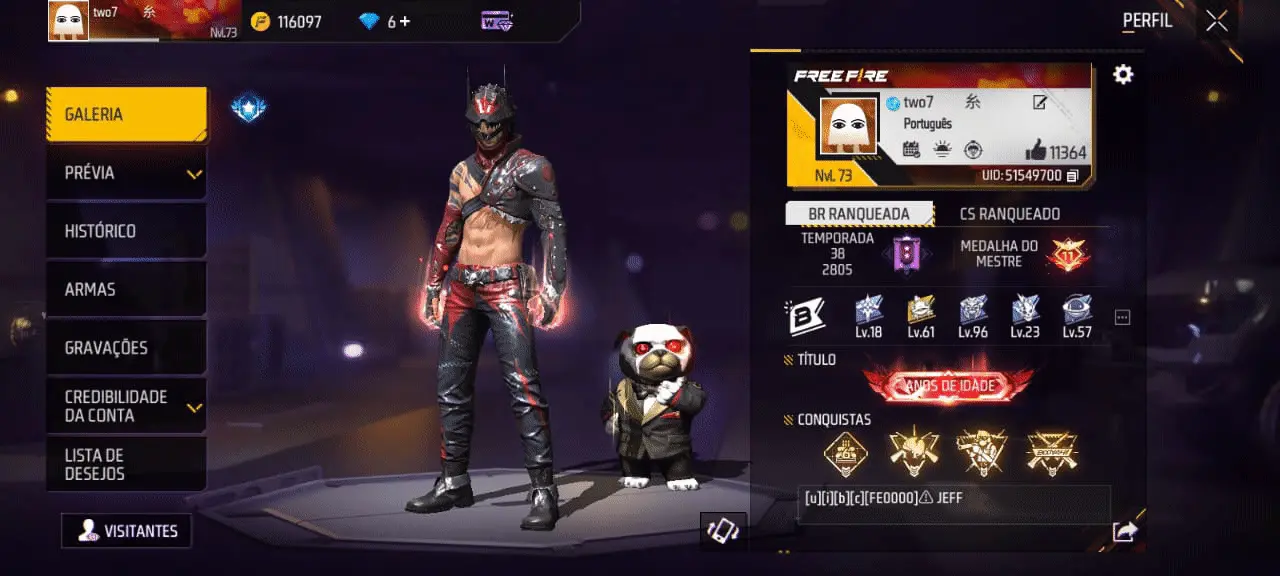 two7 糸
Nvl.73
116097
6+
PERFIL
GALERIA
PRÉVIA
HISTÓRICO
ARMAS
GRAVAÇÕES
CREDIBILIDADE
DA CONTA
LISTA DE
DESEJOS
VISITANTES
FREE FIRE
two7 糸
Português
11364
Nvl. 73
UID: 51549700
BR RANQUEADA
CS RANQUEADO
TEMPORADA
38
2805
MEDALHA DO
MESTRE
11
B
Lv.18
Lv.61
Lv.96
Lv.23
Lv.57
TÍTULO
ANOS DE IDADE
CONQUISTAS
[u][i][b][c][FE0000]⚠ JEFF